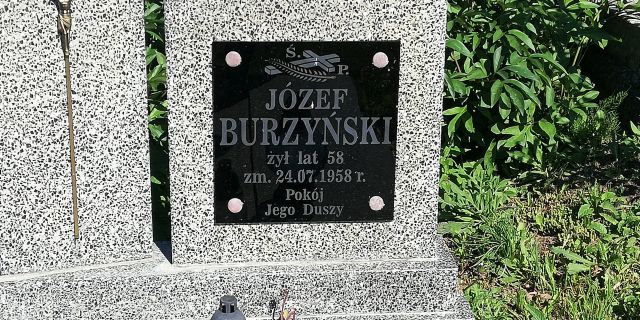 Ś. P.
JÓZEF
BURZYŃSKI
żył lat 58
zm. 24.07.1958 r.
Pokój
Jego Duszy